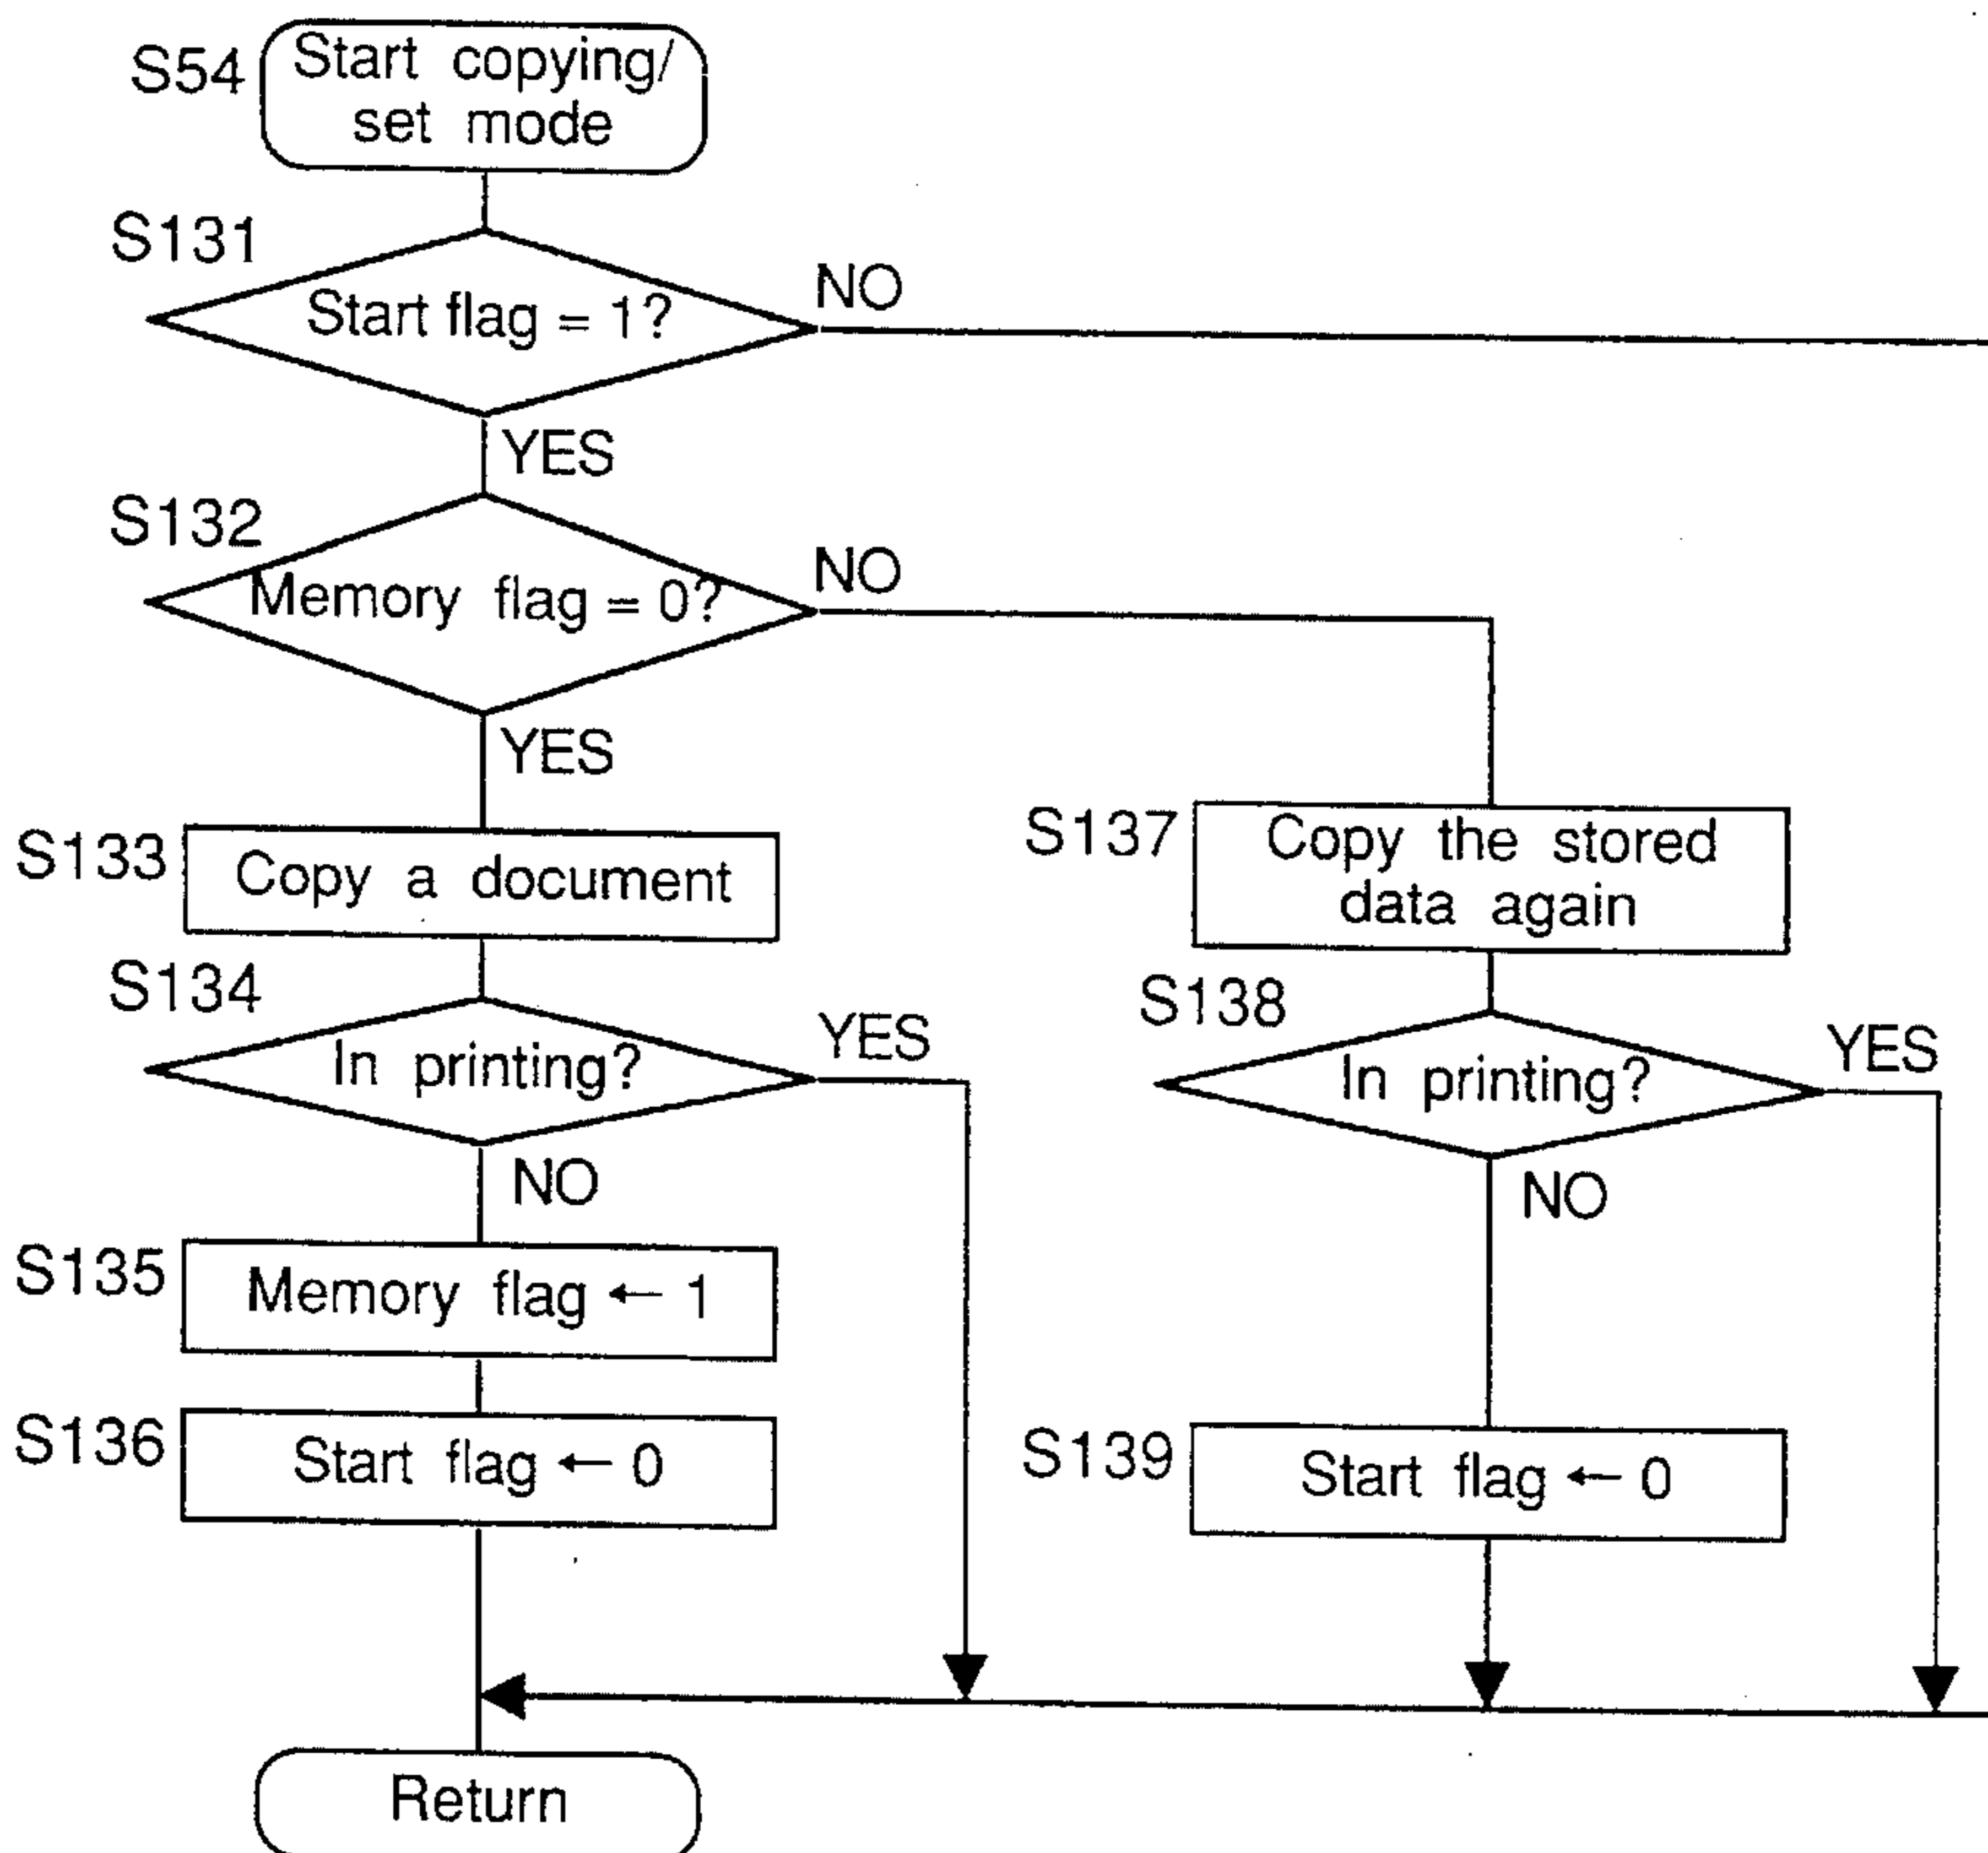 S54
Start copying/
set mode
S131
Start flag = 1?
NO
YES
S132
Memory flag = 0?
NO
YES
S133
Copy a document
S137
Copy the stored
data again
S134
In printing?
YES
NO
S138
In printing?
YES
NO
S135
Memory flag ← 1
S136
Start flag ← 0
S139
Start flag ← 0
Return